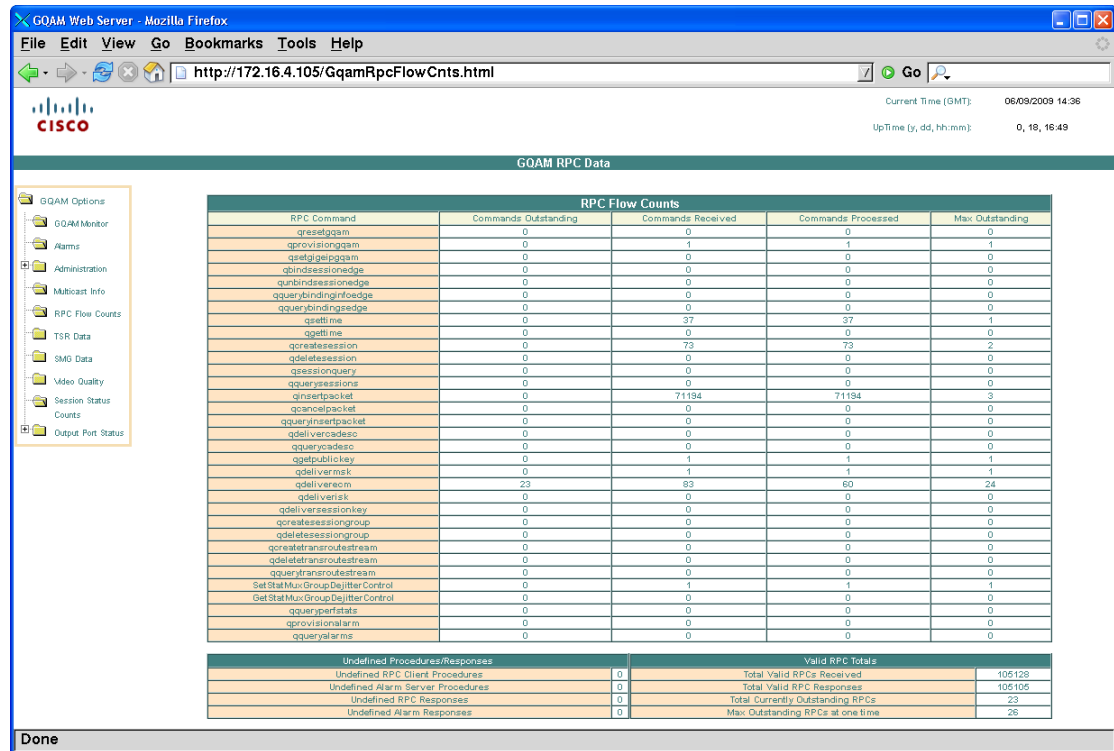 GQAM Web Server - Mozilla Firefox
File Edit View Go Bookmarks Tools Help
http://172.16.4.105/GqamRpcFlowCnts.html Go
CISCO
Current Time (GMT): 06/09/2009 14:36
UpTime (y, dd, hh:mm): 0, 18, 16:49
GQAM RPC Data
GQAM Options
GQAM Monitor
Alarms
Administration
Multicast Info
RPC Flow Counts
TSR Data
SMG Data
Video Quality
Session Status
Counts
Output Port Status
RPC Flow Counts
RPC Command Commands Outstanding Commands Received Commands Processed Max Outstanding
qresetgqam 0 0 0 0
qprovisiongqam 0 1 1 1
qsetgigeipgqam 0 0 0 0
qbindsessionedge 0 0 0 0
qunbindsessionedge 0 0 0 0
qquerybindinginfoedge 0 0 0 0
qquerybindingsedge 0 0 0 0
qsettime 0 37 37 1
qgettime 0 0 0 0
qcreatesession 0 73 73 2
qdeletesession 0 0 0 0
qsessionquery 0 0 0 0
qquerysessions 0 0 0 0
qinsertpacket 0 71194 71194 3
qcancelpacket 0 0 0 0
qqueryinsertpacket 0 0 0 0
qdelivercadesc 0 0 0 0
qquerycadesc 0 0 0 0
qgetpublickey 0 1 1 1
qdelivermsk 0 1 1 1
qdeliverecm 23 83 60 24
qdeliverisk 0 0 0 0
qdeliversessionkey 0 0 0 0
qcreatesessiongroup 0 0 0 0
qdeletesessiongroup 0 0 0 0
qcreatetransroutestream 0 0 0 0
qdeletetransroutestream 0 0 0 0
qquerytransroutestream 0 0 0 0
SetStatMuxGroupDejitterControl 0 1 1 1
GetStatMuxGroupDejitterControl 0 0 0 0
qqueryperfstats 0 0 0 0
qprovisionalarm 0 0 0 0
qqueryalarms 0 0 0 0
Undefined Procedures/Responses Valid RPC Totals
Undefined RPC Client Procedures 0 Total Valid RPCs Received 105128
Undefined Alarm Server Procedures 0 Total Valid RPC Responses 105105
Undefined RPC Responses 0 Total Currently Outstanding RPCs 23
Undefined Alarm Responses 0 Max Outstanding RPCs at one time 26
Done